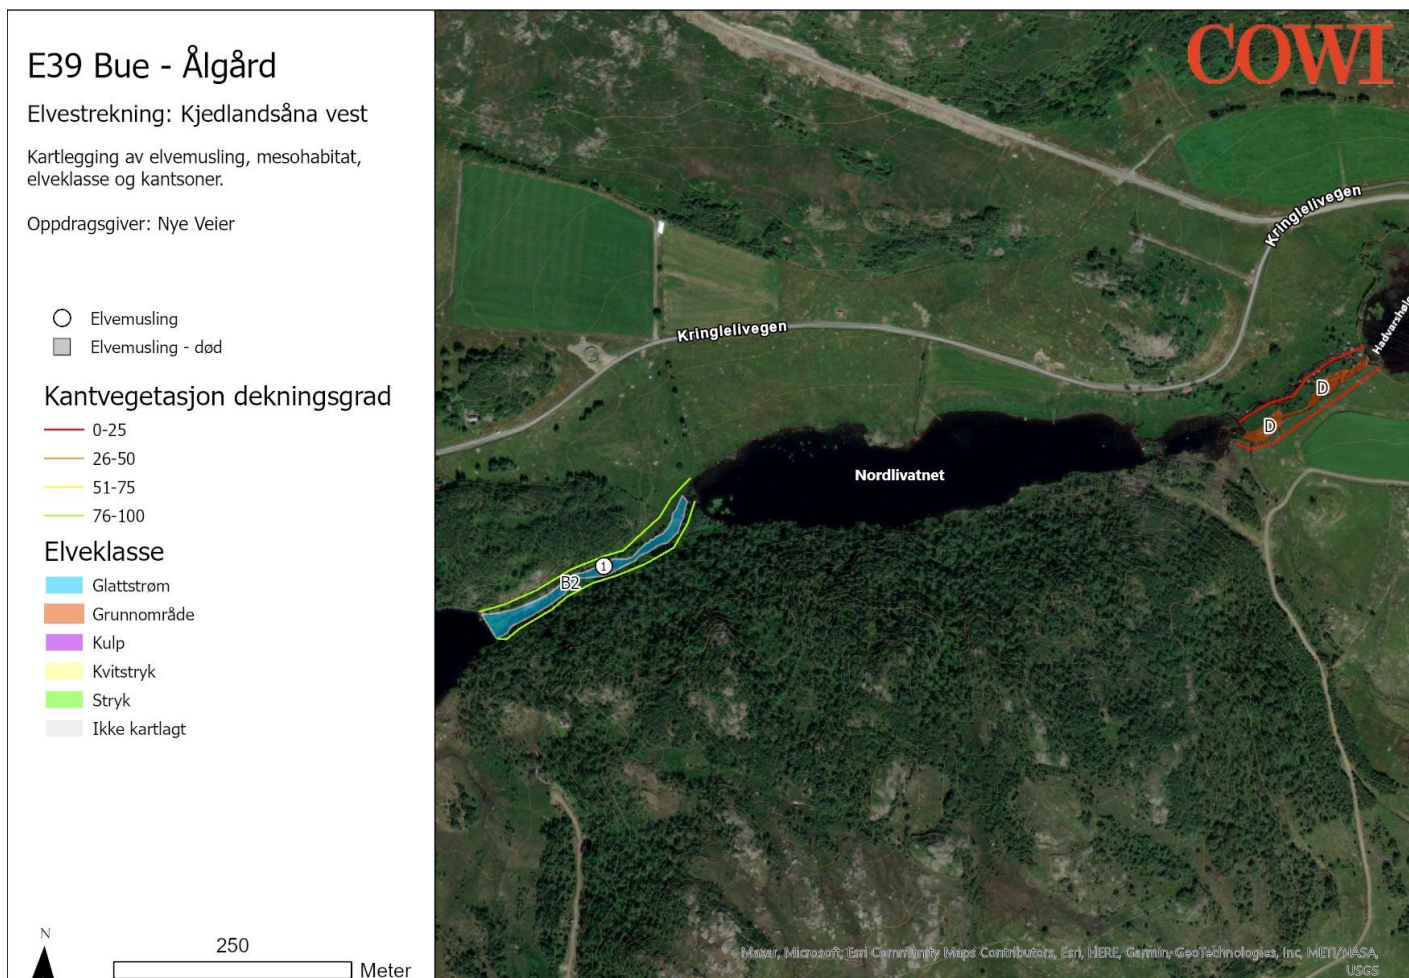 E39 Bue - Ålgård
Elvestrekning: Kjedlandsåna vest
Kartlegging av elvemusling, mesohabitat,
elveklasse og kantsoner.
Oppdragsgiver: Nye Veier
Elvemusling
Elvemusling - død
Kantvegetasjon dekningsgrad
0-25
26-50
51-75
76-100
Elveklasse
Glattstrøm
Grunnområde
Kulp
Kvitstryk
Stryk
Ikke kartlagt
N
250
Meter
COWI
Kringlelivegen
Kringlelivegen
D
D
Nordlivatnet
1
B2
Maxar, Microsoft, Esri Community Maps Contributors, Esri, HERE, Garmin, GeoTechnologies, Inc, METI/NASA,
USGS